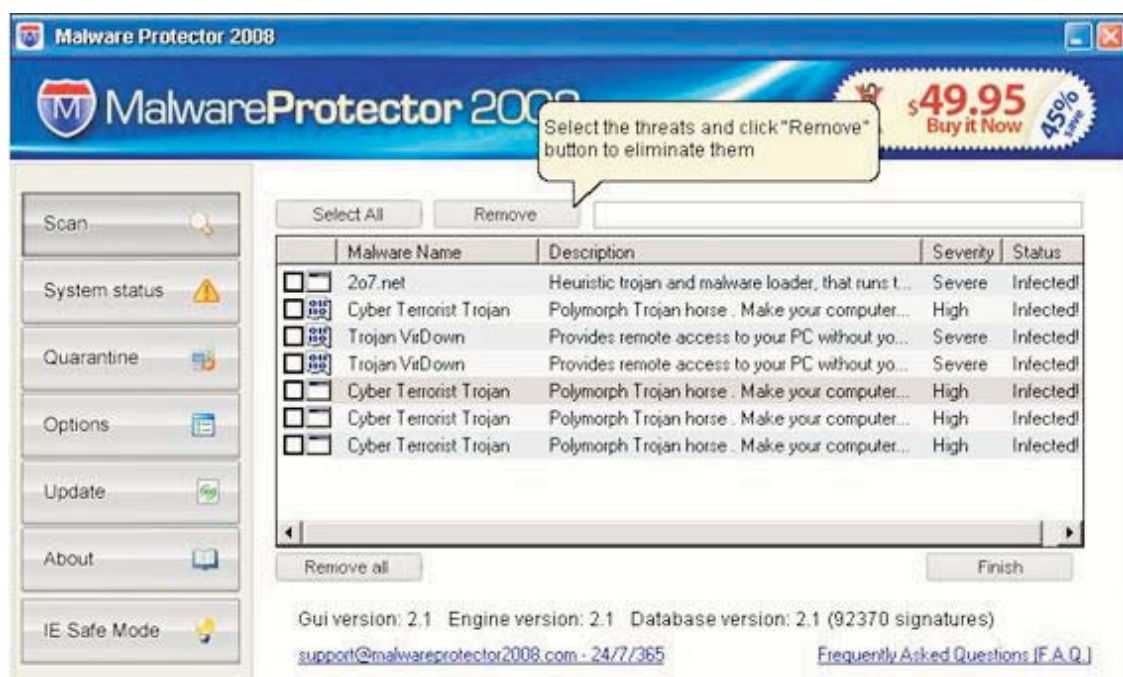 Malware Protector 2008
M MalwareProtector 200
$49.95
Buy it Now
45%
save
Select the threats and click "Remove"
button to eliminate them
Scan
System status
Quarantine
Options
Update
About
IE Safe Mode
Select All Remove
Malware Name Description Severity Status
2o7.net Heuristic trojan and malware loader, that runs t... Severe Infected!
Cyber Terrorist Trojan Polymorph Trojan horse . Make your computer... High Infected!
Trojan VirDown Provides remote access to your PC without yo... Severe Infected!
Trojan VirDown Provides remote access to your PC without yo... Severe Infected!
Cyber Terrorist Trojan Polymorph Trojan horse . Make your computer... High Infected!
Cyber Terrorist Trojan Polymorph Trojan horse . Make your computer... High Infected!
Cyber Terrorist Trojan Polymorph Trojan horse . Make your computer... High Infected!
Remove all Finish
Gui version: 2.1 Engine version: 2.1 Database version: 2.1 (92370 signatures)
support@malwareprotector2008.com - 24/7/365 Frequently Asked Questions [F.A.Q.]